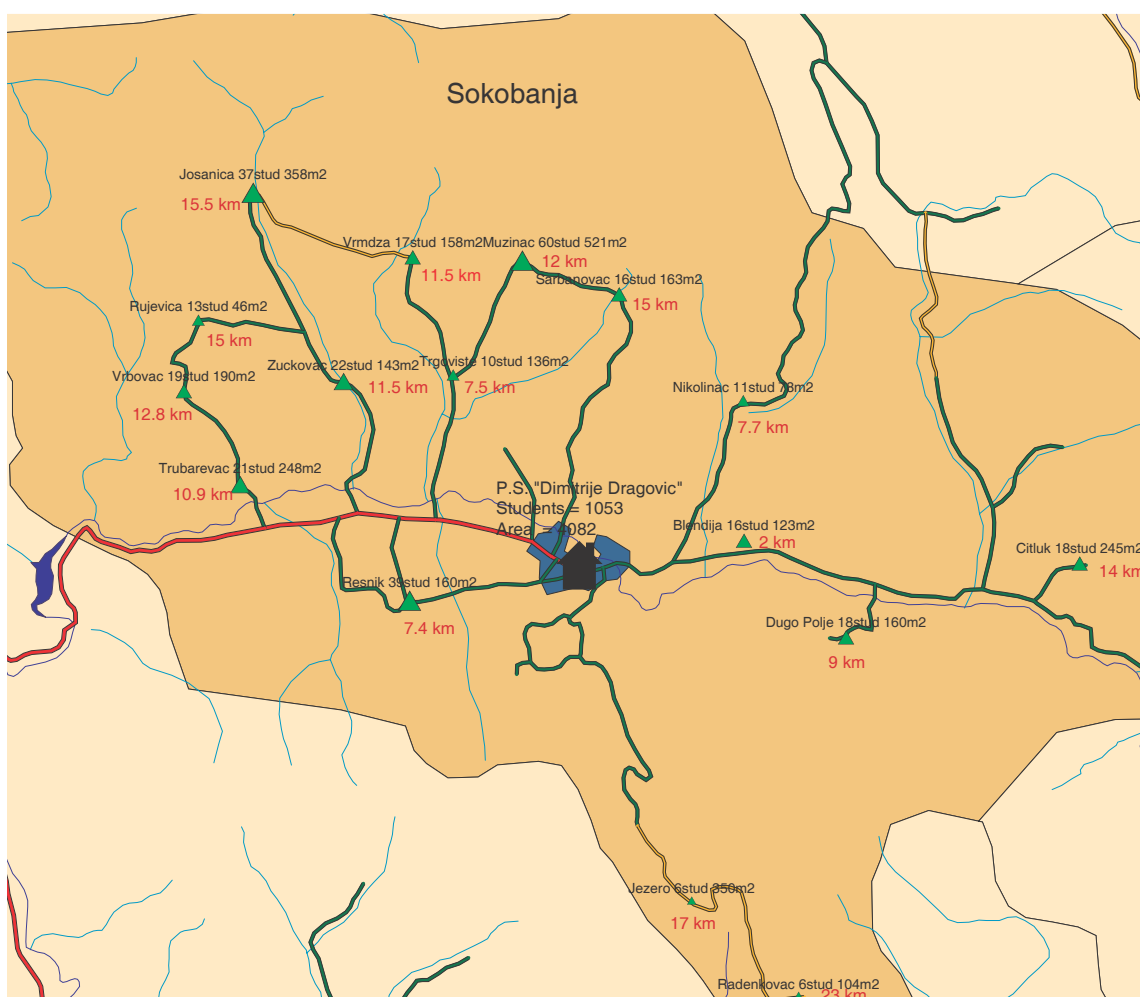 Sokobanja
Josanica 37stud 358m2
15.5 km
Vrmdza 17stud 158m2
11.5 km
Muzinac 60stud 521m2
12 km
Sarbanovac 16stud 163m2
15 km
Rujevica 13stud 46m2
15 km
Zuckovac 22stud 143m2
11.5 km
Trgoviste 10stud 136m2
7.5 km
Vrbovac 19stud 190m2
12.8 km
Nikolinac 11stud 78m2
7.7 km
Trubarevac 21stud 248m2
10.9 km
P.S. "Dimitrije Dragovic"
Students = 1053
Area = 4082
Blendija 16stud 123m2
2 km
Citluk 18stud 245m2
14 km
Resnik 39stud 160m2
7.4 km
Dugo Polje 18stud 160m2
9 km
Jezero 6stud 350m2
17 km
Radenkovac 6stud 104m2
23 km